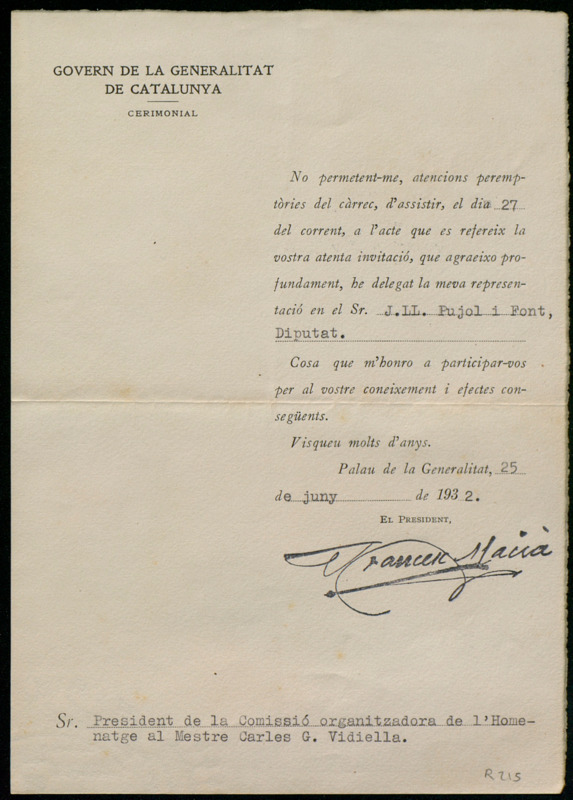 GOVERN DE LA GENERALITAT
DE CATALUNYA
CERIMONIAL
No permetent-me, atencions peremp-
tòries del càrrec, d'assistir, el dia 27
del corrent, a l'acte que es refereix la
vostra atenta invitació, que agraeixo pro-
fundament, he delegat la meva represen-
tació en el Sr. J.LL. Pujol i Font,
Diputat.
Cosa que m'honro a participar-vos
per al vostre coneixement i efectes con-
següents.
Visqueu molts d'anys.
Palau de la Generalitat, 25
de juny de 1932.
EL PRESIDENT,
Francesc Macià
Sr. President de la Comissió organitzadora de l'Home-
natge al Mestre Carles G. Vidiella.
R 215